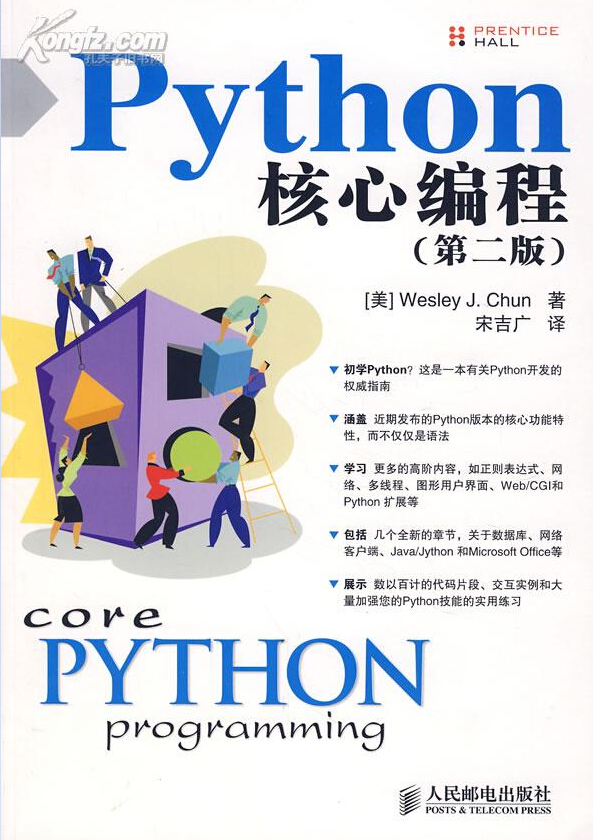 Kongfz.com
孔夫子旧书网
PRENTICE
HALL
Python
核心编程
(第二版)
[美] Wesley J. Chun 著
宋吉广 译
▼ 初学Python? 这是一本有关Python开发的
权威指南
▼ 涵盖 近期发布的Python版本的核心功能特
性,而不仅仅是语法
▼ 学习 更多的高阶内容,如正则表达式、网
络、多线程、图形用户界面、Web/CGI和
Python 扩展等
▼ 包括 几个全新的章节,关于数据库、网络
客户端、Java/Jython 和Microsoft Office等
▼ 展示 数以百计的代码片段、交互实例和大
量加强您的Python技能的实用练习
core
PYTHON
programming
人民邮电出版社
POSTS & TELECOM PRESS